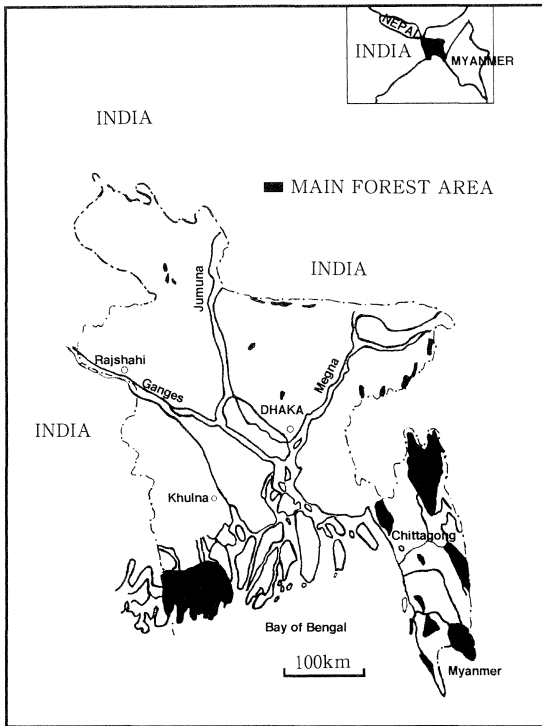 NEPAL
INDIA
MYANMER
INDIA
MAIN FOREST AREA
INDIA
Jumuna
Rajshahi
Ganges
Megna
DHAKA
INDIA
Khulna
Chittagong
Bay of Bengal
100km
Myanmer